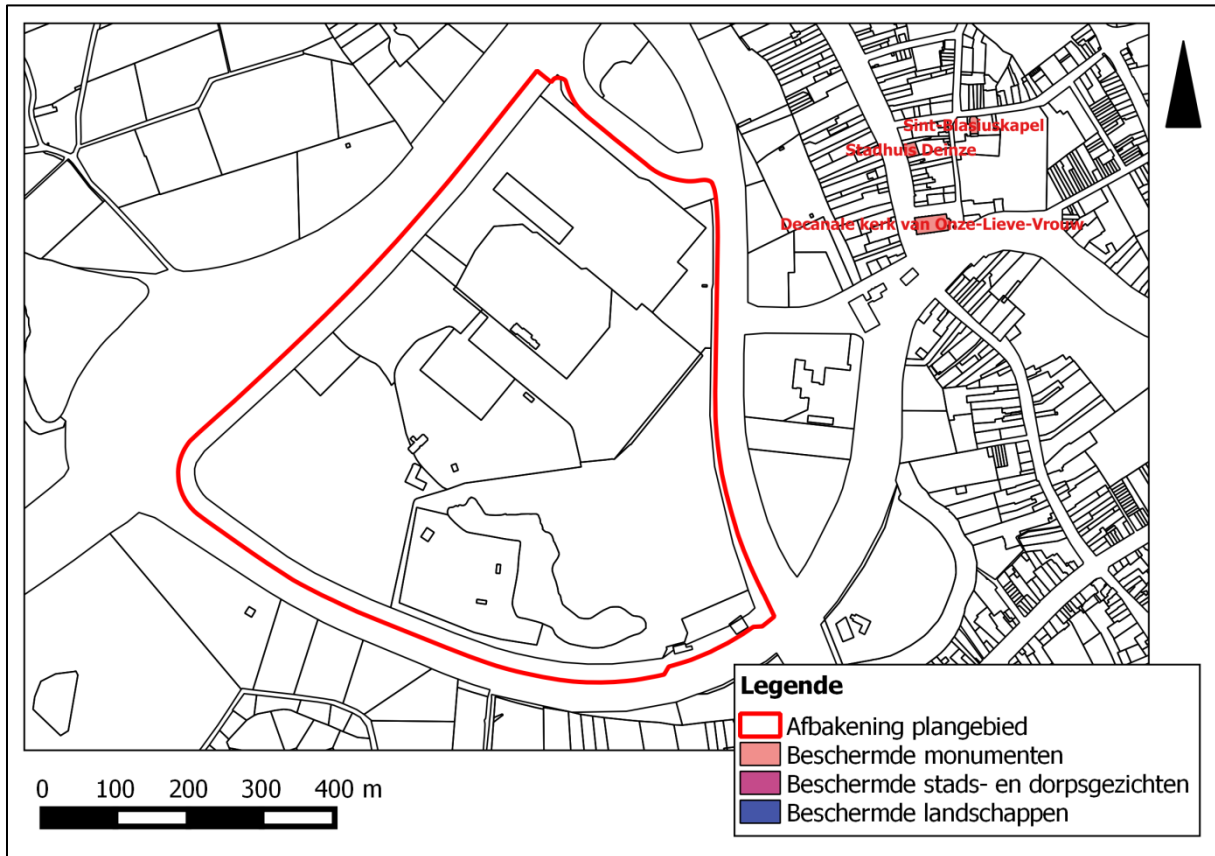 Sint-Blasiuskapel
Stadhuis Deinze
Decanale kerk van Onze-Lieve-Vrouw
Legende
Afbakening plangebied
Beschermde monumenten
Beschermde stads- en dorpsgezichten
Beschermde landschappen
0 100 200 300 400 m